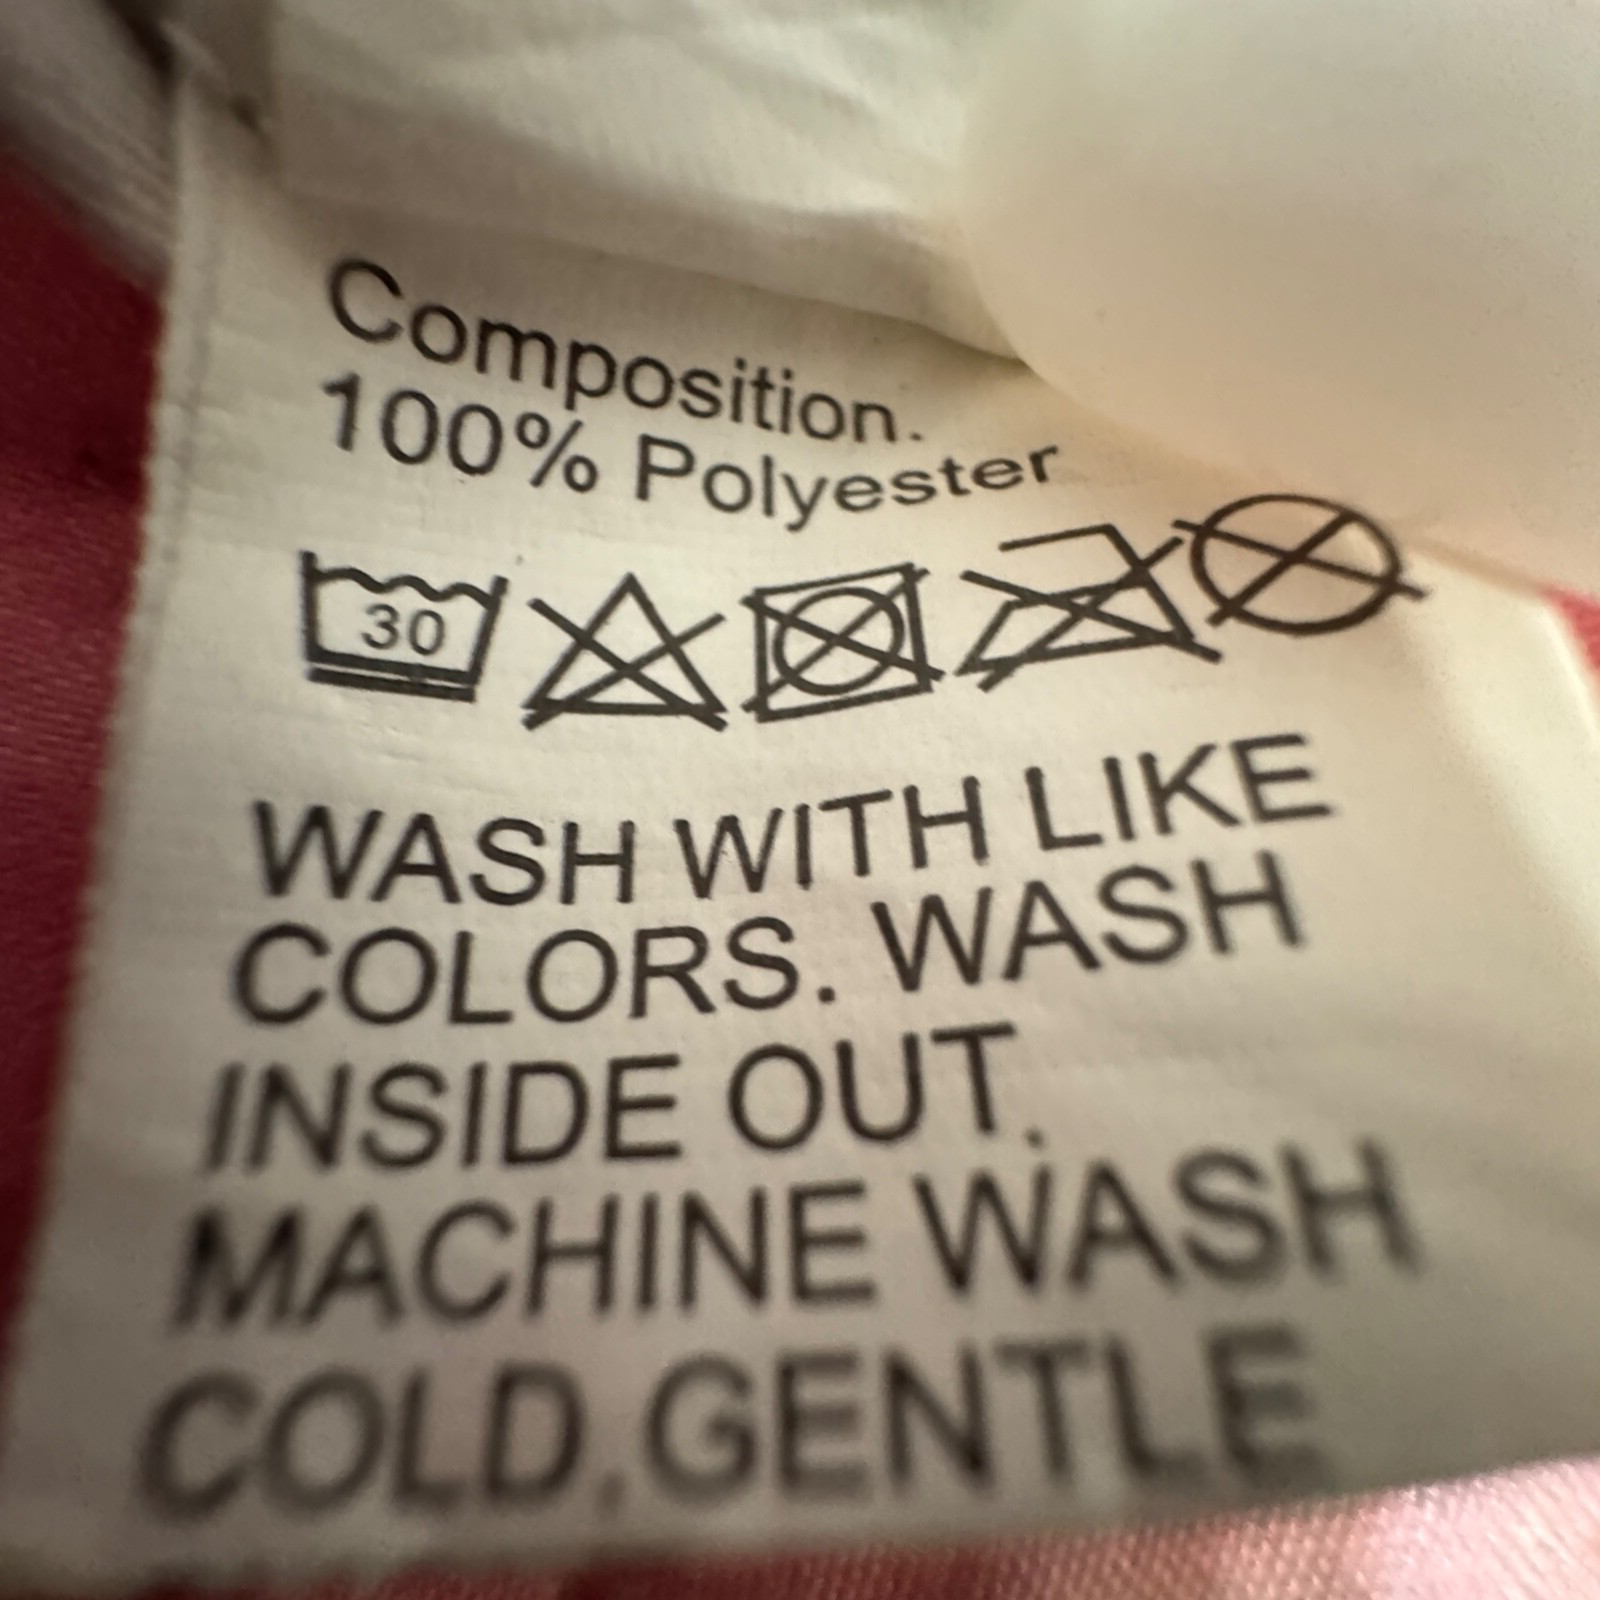 Composition.
100% Polyester
30
WASH WITH LIKE
COLORS. WASH
INSIDE OUT.
MACHINE WASH
COLD,GENTLE